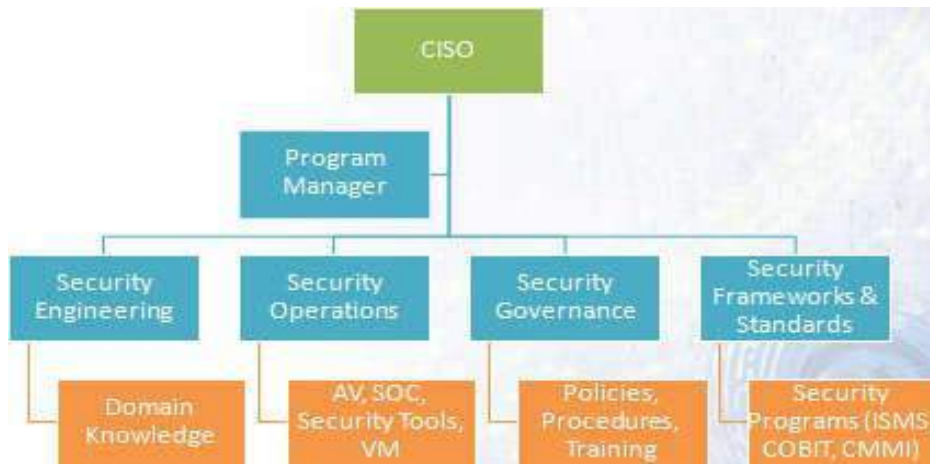 CISO
Program
Manager
Security
Engineering
Security
Operations
Security
Governance
Security
Frameworks &
Standards
Domain
Knowledge
AV, SOC,
Security Tools,
VM
Policies,
Procedures,
Training
Security
Programs (ISMS
COBIT, CMMI)